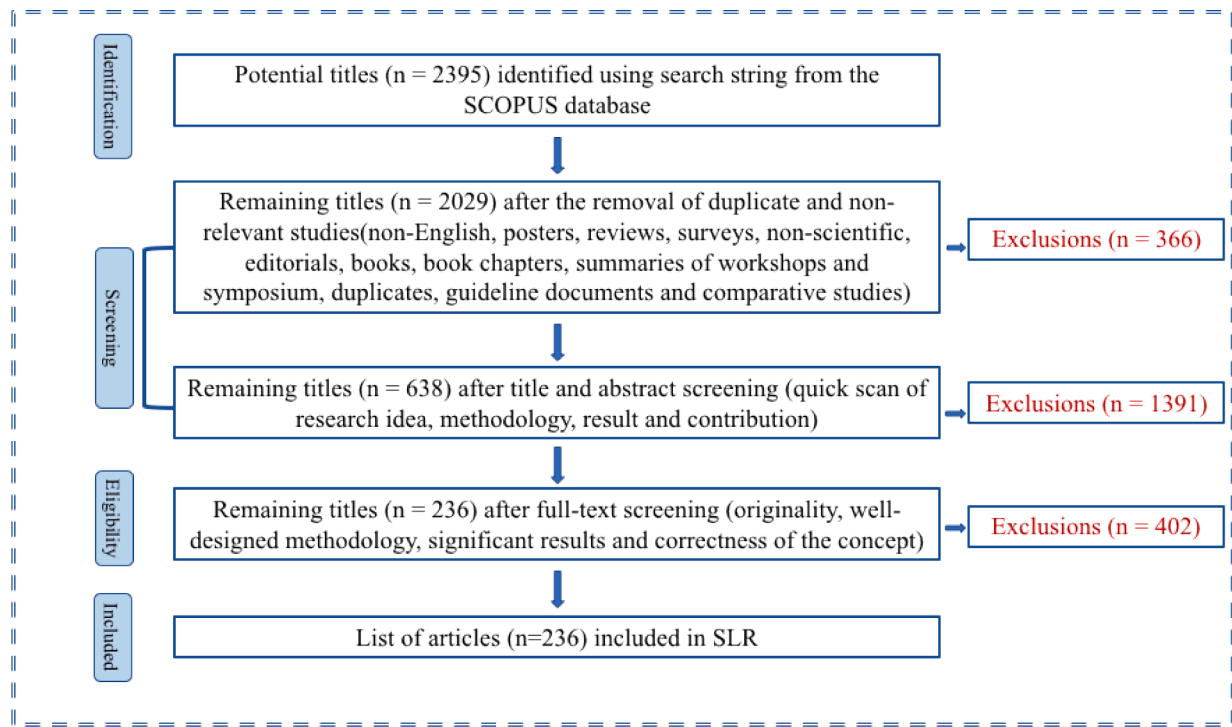 Identification
Potential titles (n = 2395) identified using search string from the
SCOPUS database
Screening
Remaining titles (n = 2029) after the removal of duplicate and non-
relevant studies(non-English, posters, reviews, surveys, non-scientific,
editorials, books, book chapters, summaries of workshops and
symposium, duplicates, guideline documents and comparative studies)
Exclusions (n = 366)
Remaining titles (n = 638) after title and abstract screening (quick scan of
research idea, methodology, result and contribution)
Exclusions (n = 1391)
Eligibility
Remaining titles (n = 236) after full-text screening (originality, well-
designed methodology, significant results and correctness of the concept)
Exclusions (n = 402)
Included
List of articles (n=236) included in SLR